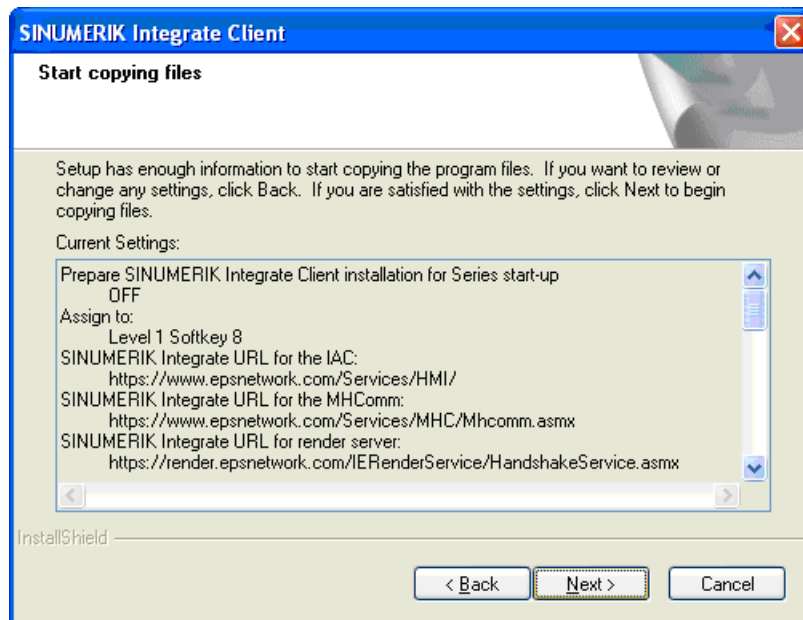 SINUMERIK Integrate Client
Start copying files
Setup has enough information to start copying the program files. If you want to review or
change any settings, click Back. If you are satisfied with the settings, click Next to begin
copying files.
Current Settings:
Prepare SINUMERIK Integrate Client installation for Series start-up
OFF
Assign to:
Level 1 Softkey 8
SINUMERIK Integrate URL for the IAC:
https://www.epsnetwork.com/Services/HMI/
SINUMERIK Integrate URL for the MHComm:
https://www.epsnetwork.com/Services/MHC/Mhcomm.asmx
SINUMERIK Integrate URL for render server:
https://render.epsnetwork.com/IERenderService/HandshakeService.asmx
InstallShield
< Back
Next >
Cancel